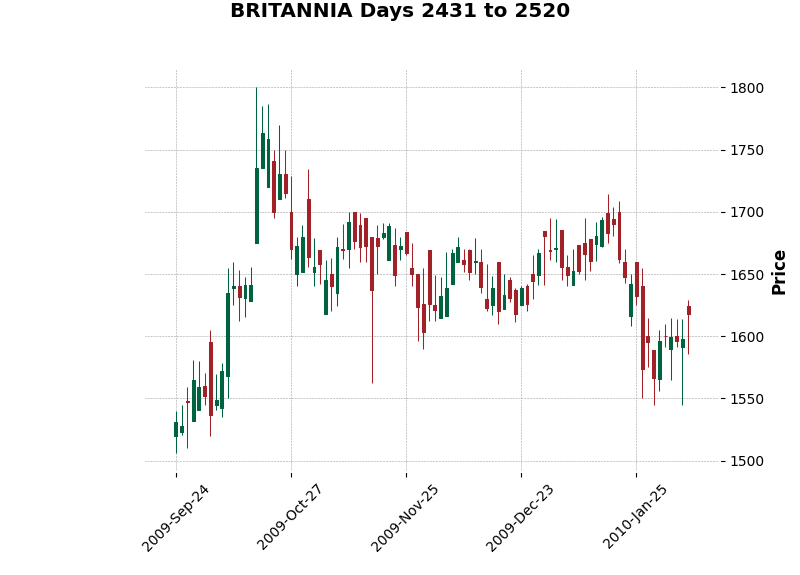 BRITANNIA Days 2431 to 2520
1800
1750
1700
1650
1600
1550
1500
Price
2009-Sep-24
2009-Oct-27
2009-Nov-25
2009-Dec-23
2010-Jan-25